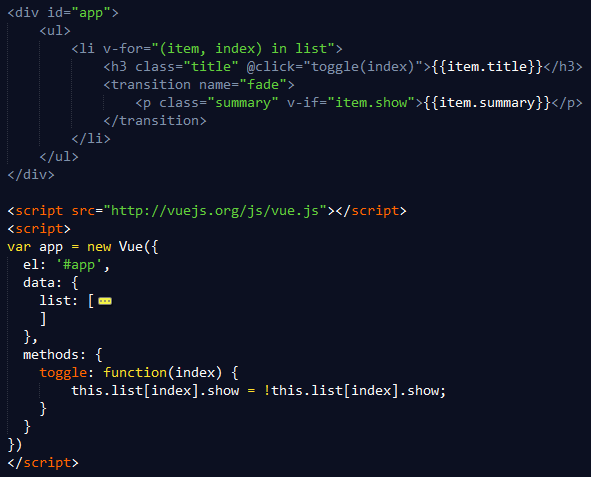 <div id="app">
    <ul>
        <li v-for="(item, index) in list">
            <h3 class="title" @click="toggle(index)">{{item.title}}</h3>
            <transition name="fade">
                <p class="summary" v-if="item.show">{{item.summary}}</p>
            </transition>
        </li>
    </ul>
</div>

<script src="http://vuejs.org/js/vue.js"></script>
<script>
var app = new Vue({
  el: '#app',
  data: {
    list: [
    ]
  },
  methods: {
    toggle: function(index) {
        this.list[index].show = !this.list[index].show;
    }
  }
})
</script>